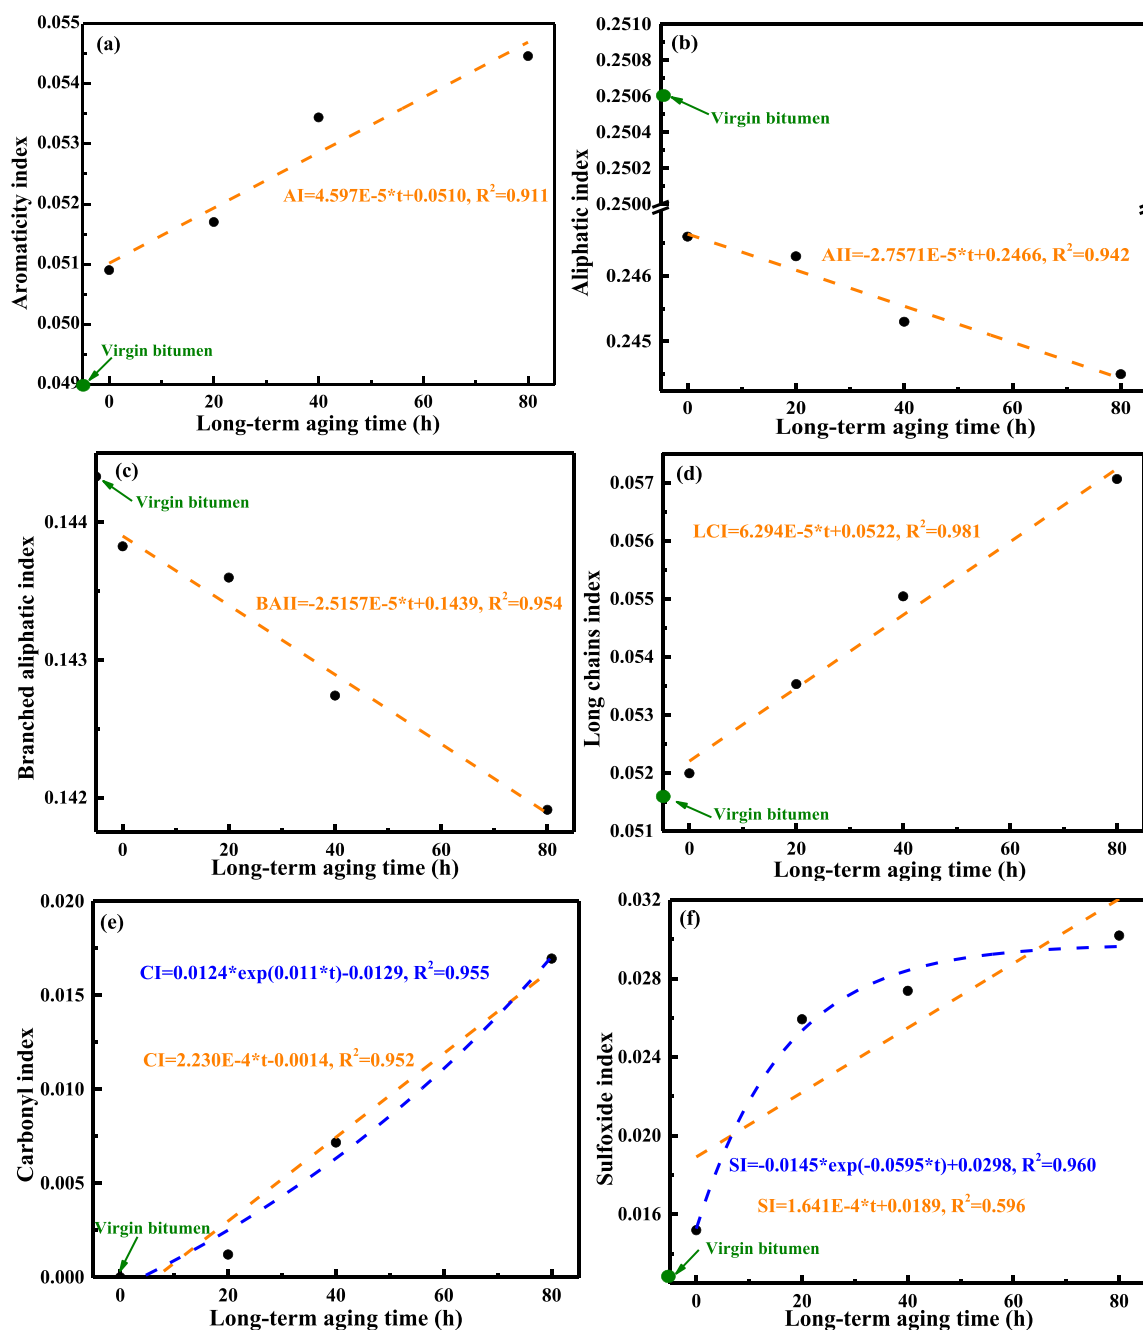 (a)
Aromaticity index
0.055
0.054
0.053
0.052
0.051
0.050
0.049
AI=4.597E-5*t+0.0510, R²=0.911
Virgin bitumen
0 20 40 60 80
Long-term aging time (h)
(b)
Aliphatic index
0.2510
0.2508
0.2506
0.2504
0.2502
0.2500
0.246
0.245
Virgin bitumen
AII=-2.7571E-5*t+0.2466, R²=0.942
0 20 40 60 80
Long-term aging time (h)
(c)
Branched aliphatic index
0.144
0.143
0.142
Virgin bitumen
BAII=-2.5157E-5*t+0.1439, R²=0.954
0 20 40 60 80
Long-term aging time (h)
(d)
Long chains index
0.057
0.056
0.055
0.054
0.053
0.052
0.051
LCI=6.294E-5*t+0.0522, R²=0.981
Virgin bitumen
0 20 40 60 80
Long-term aging time (h)
(e)
Carbonyl index
0.020
0.015
0.010
0.005
0.000
CI=0.0124*exp(0.011*t)-0.0129, R²=0.955
CI=2.230E-4*t-0.0014, R²=0.952
Virgin bitumen
0 20 40 60 80
Long-term aging time (h)
(f)
Sulfoxide index
0.032
0.028
0.024
0.020
0.016
SI=-0.0145*exp(-0.0595*t)+0.0298, R²=0.960
SI=1.641E-4*t+0.0189, R²=0.596
Virgin bitumen
0 20 40 60 80
Long-term aging time (h)